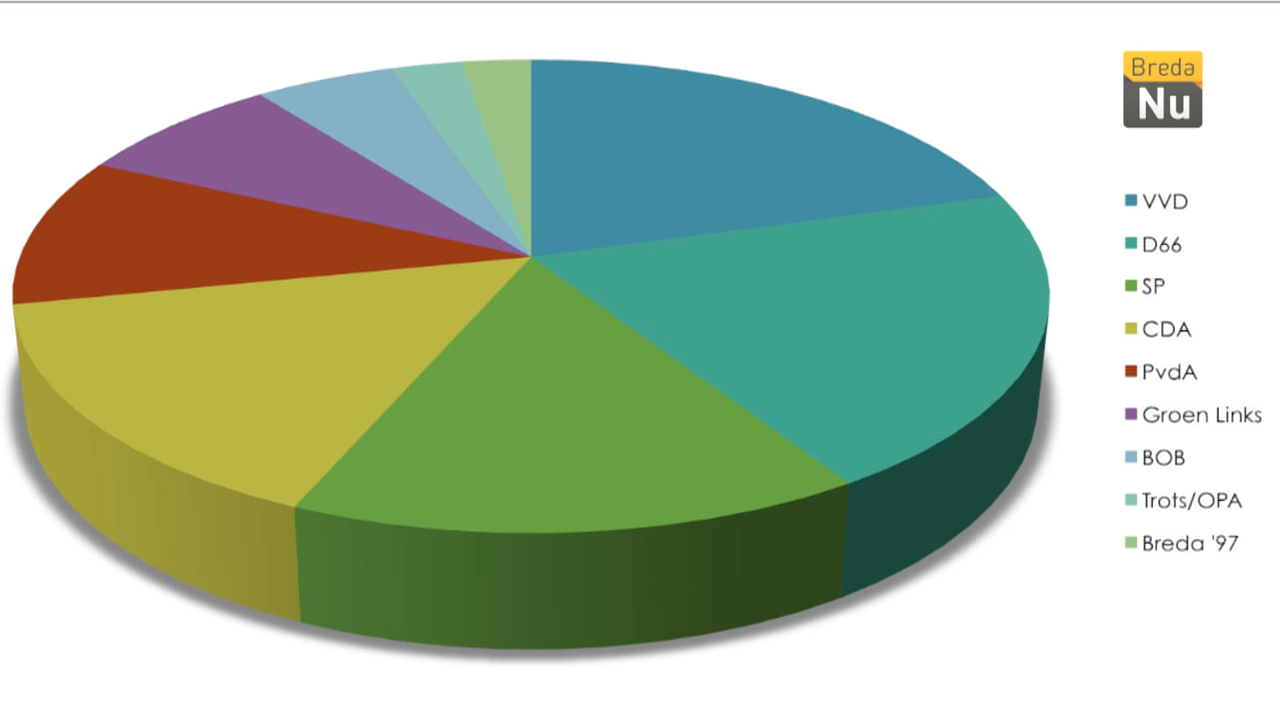 Breda
Nu
VVD
D66
SP
CDA
PvdA
Groen Links
BOB
Trots/OPA
Breda '97